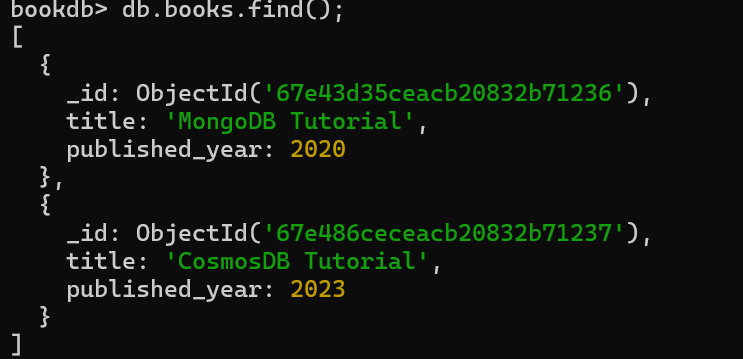 bookdb> db.books.find();
[
  {
    _id: ObjectId('67e43d35ceacb20832b71236'),
    title: 'MongoDB Tutorial',
    published_year: 2020
  },
  {
    _id: ObjectId('67e486ceceacb20832b71237'),
    title: 'CosmosDB Tutorial',
    published_year: 2023
  }
]